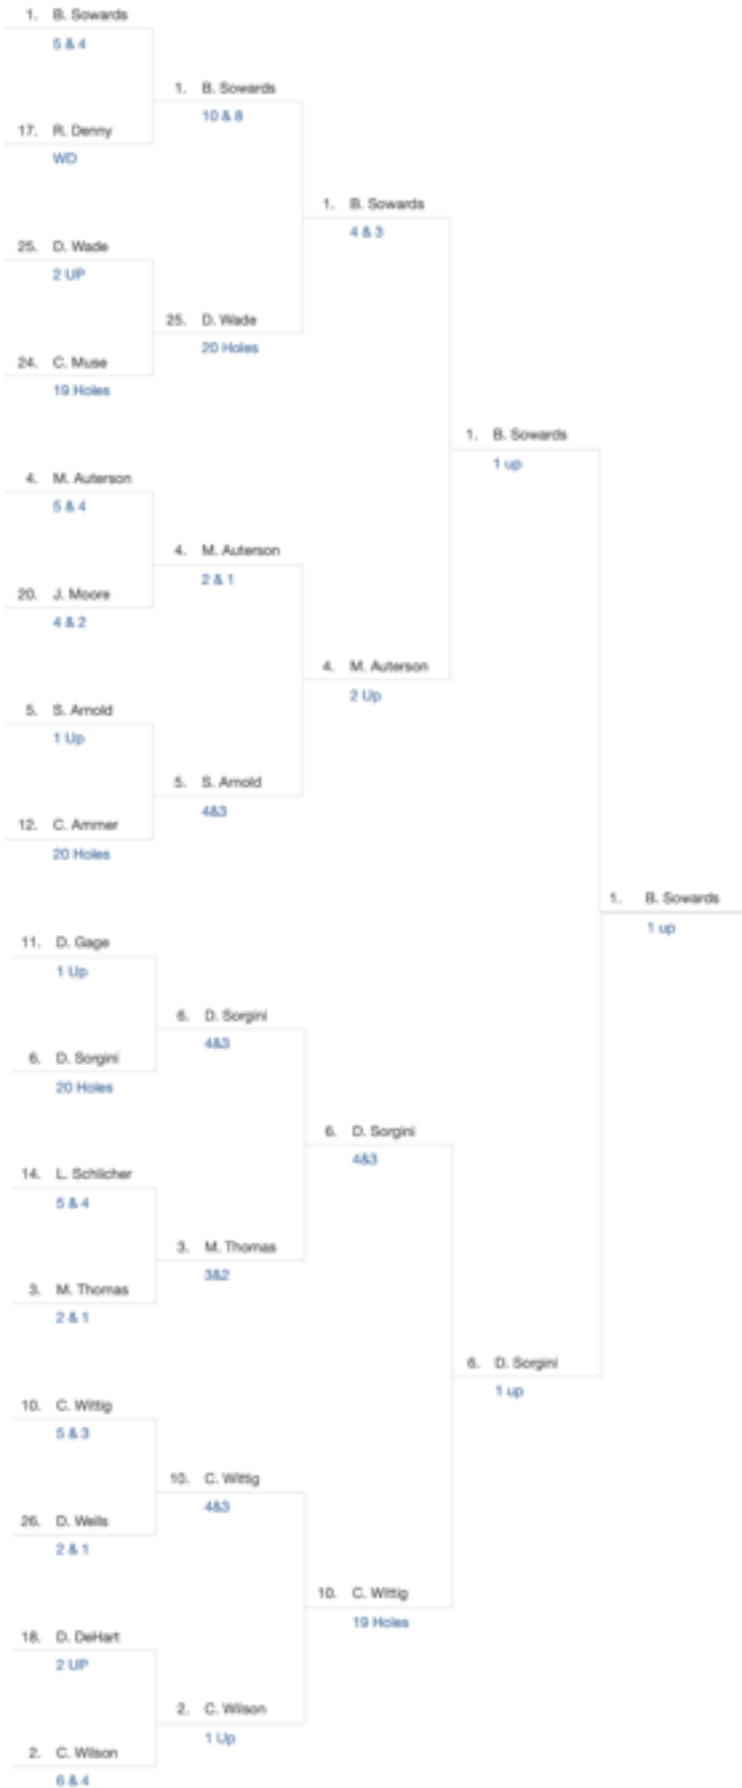 1. B. Sowards
5 & 4
1. B. Sowards
10 & 8
17. R. Denny
WD
1. B. Sowards
4 & 3
25. D. Wade
2 UP
25. D. Wade
20 Holes
24. C. Muse
19 Holes
1. B. Sowards
1 up
4. M. Auterson
5 & 4
4. M. Auterson
2 & 1
20. J. Moore
4 & 2
4. M. Auterson
2 Up
5. S. Arnold
1 Up
5. S. Arnold
4&3
12. C. Ammer
20 Holes
1. B. Sowards
1 up
11. D. Gage
1 Up
6. D. Sorgini
4&3
6. D. Sorgini
20 Holes
6. D. Sorgini
4&3
14. L. Schlicher
5 & 4
3. M. Thomas
3&2
3. M. Thomas
2 & 1
6. D. Sorgini
1 up
10. C. Wittig
5 & 3
10. C. Wittig
4&3
26. D. Wells
2 & 1
10. C. Wittig
19 Holes
18. D. DeHart
2 UP
2. C. Wilson
1 Up
2. C. Wilson
6 & 4